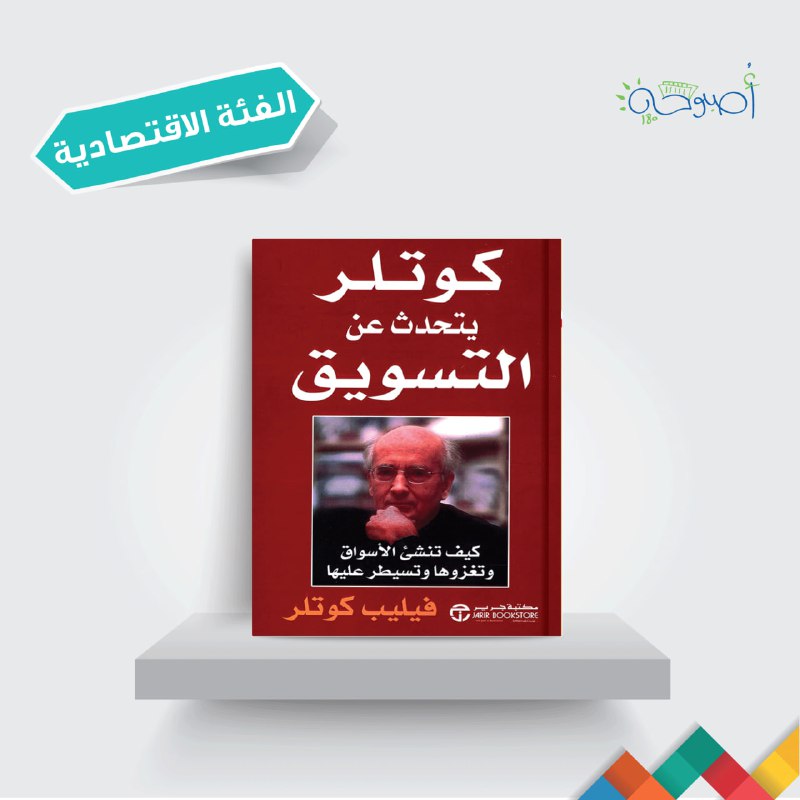 الفئة الاقتصادية
أصبوحة
١٨٠
كوتلر
يتحدث عن
التسويق
كيف تنشئ الأسواق
وتغزوها وتسيطر عليها
فيليب كوتلر
مكتبة جرير
JARIR BOOKSTORE